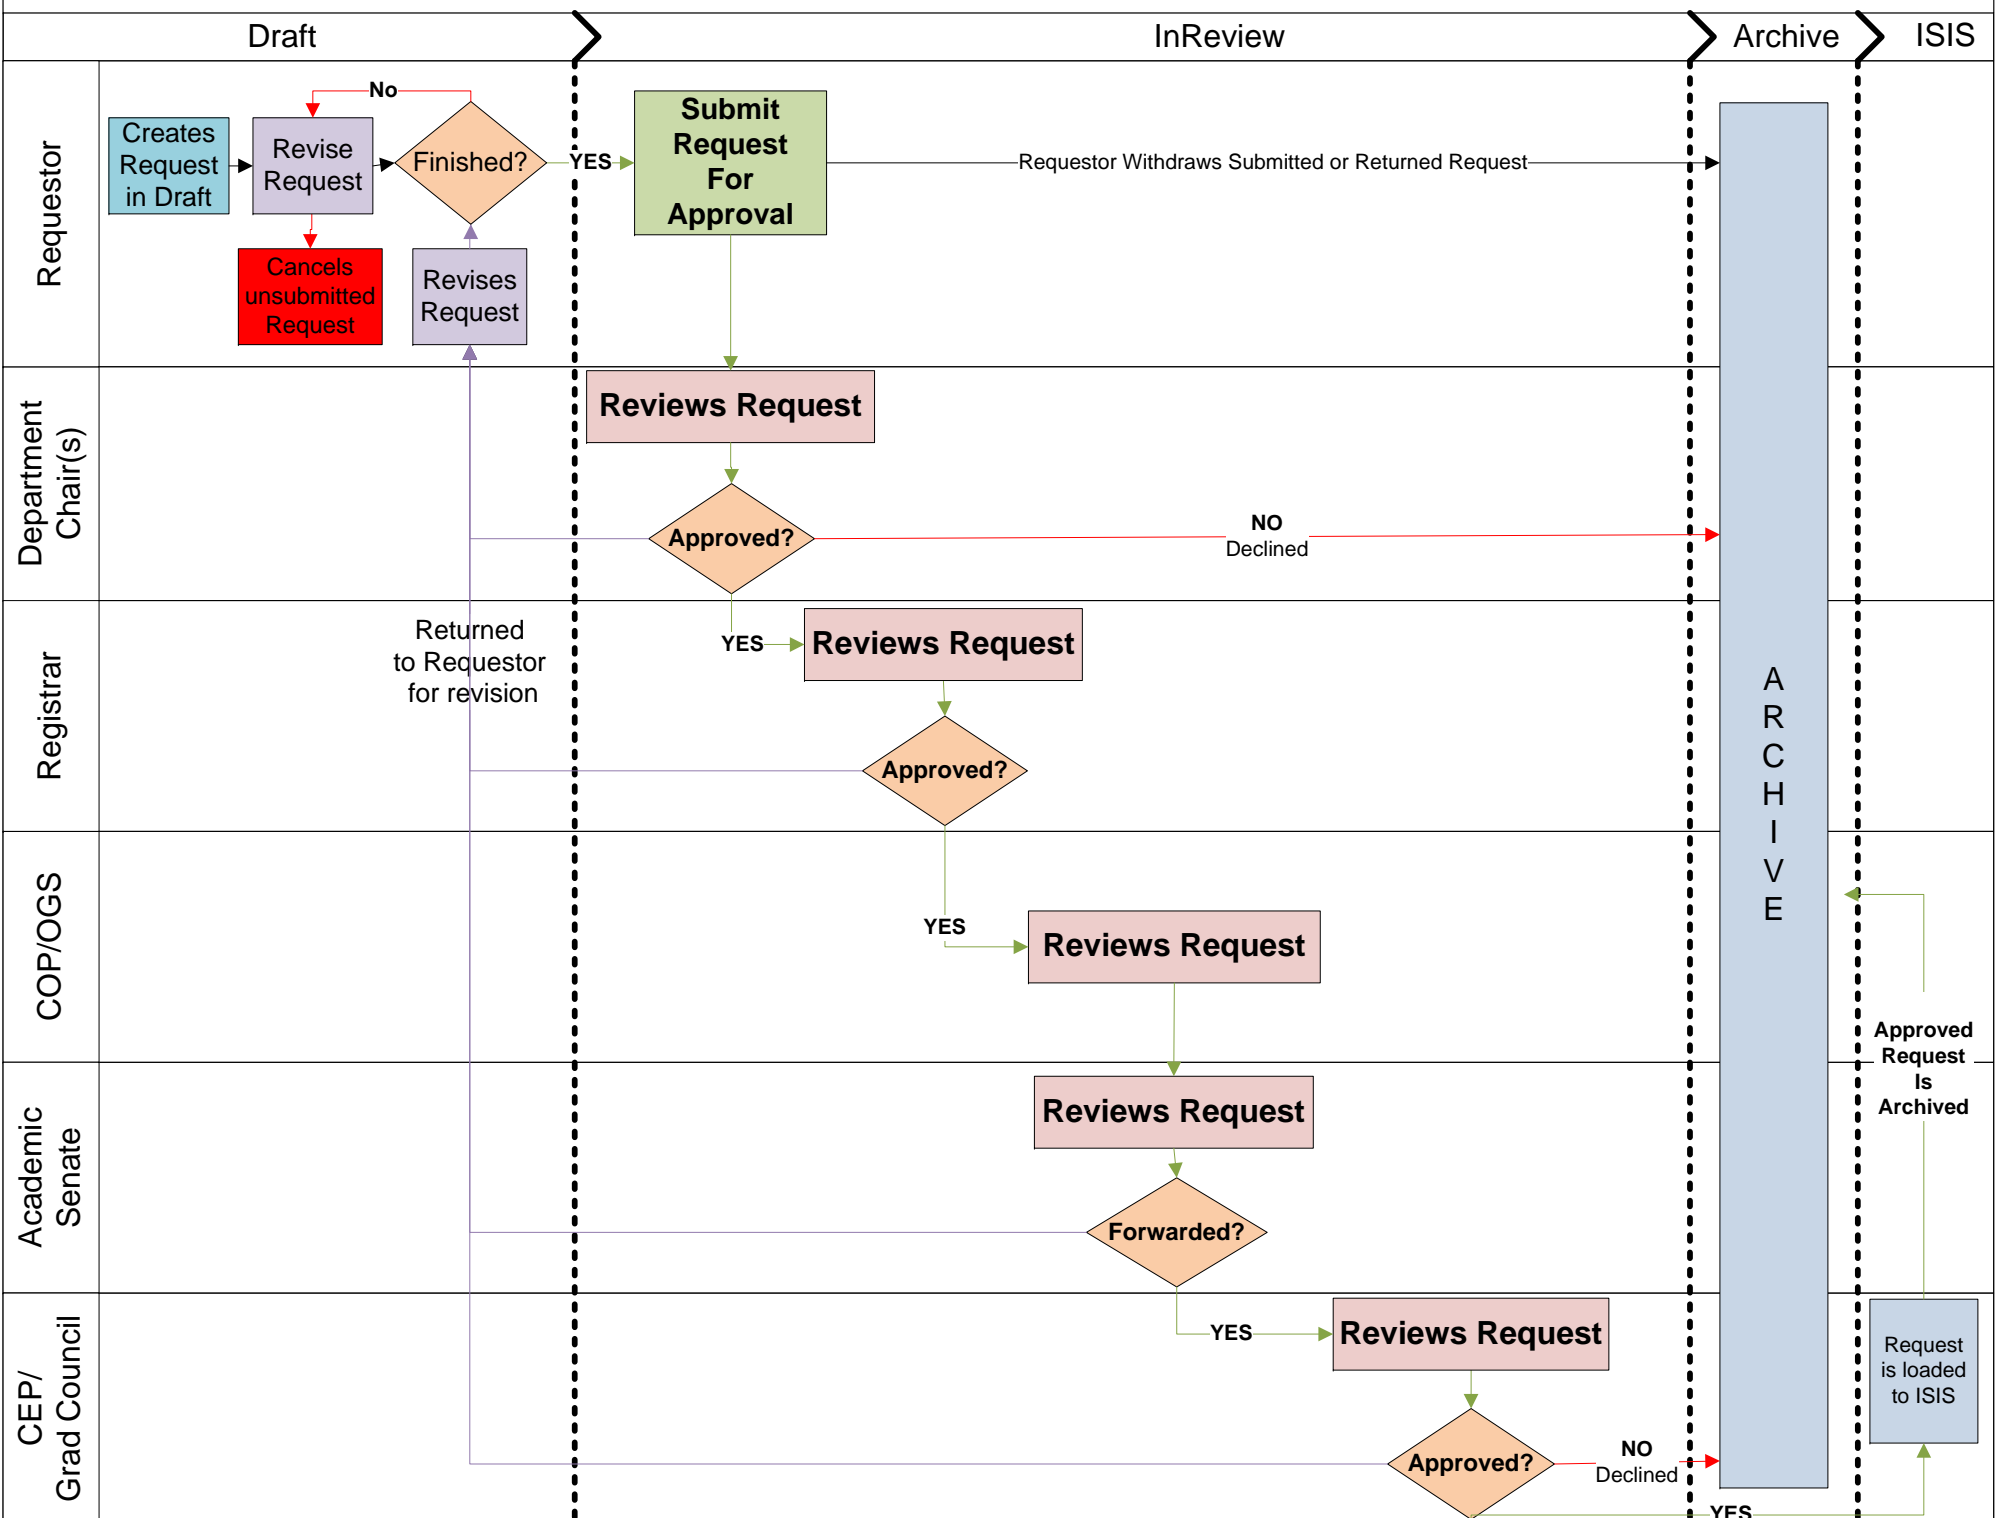 Draft
InReview
Archive
ISIS
Requestor
Creates
Request
in Draft
Revise
Request
No
Finished?
YES
Submit
Request
For
Approval
Requestor Withdraws Submitted or Returned Request
Cancels
unsubmitted
Request
Revises
Request
Department
Chair(s)
Reviews Request
Approved?
NO
Declined
Registrar
Returned
to Requestor
for revision
YES
Reviews Request
Approved?
A
R
C
H
I
V
E
COP/OGS
YES
Reviews Request
Approved
Request
Is
Archived
Academic
Senate
Reviews Request
Forwarded?
CEP/
Grad Council
YES
Reviews Request
Approved?
NO
Declined
Request
is loaded
to ISIS
YES